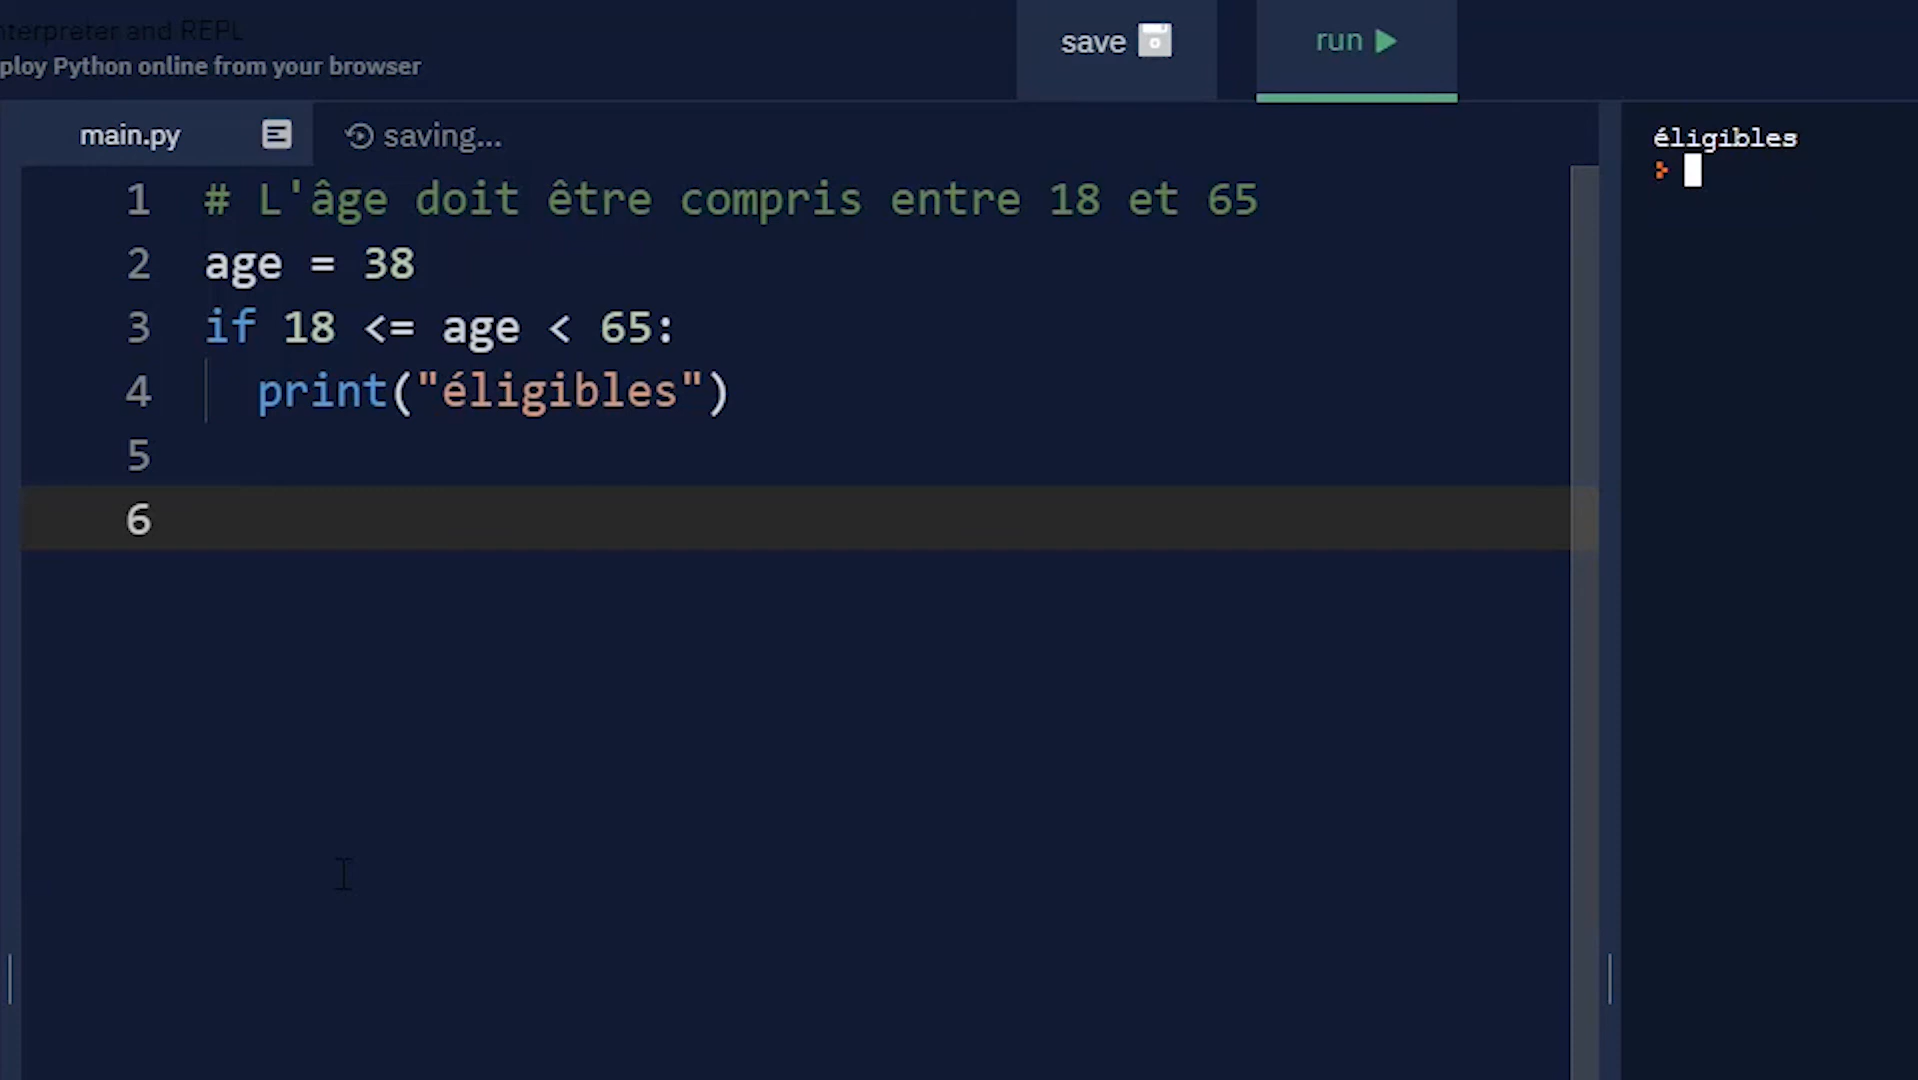 nterpreter and REPL
ploy Python online from your browser
save
run
main.py
saving...
éligibles
1 # L'âge doit être compris entre 18 et 65
2 age = 38
3 if 18 <= age < 65:
4 print("éligibles")
5
6